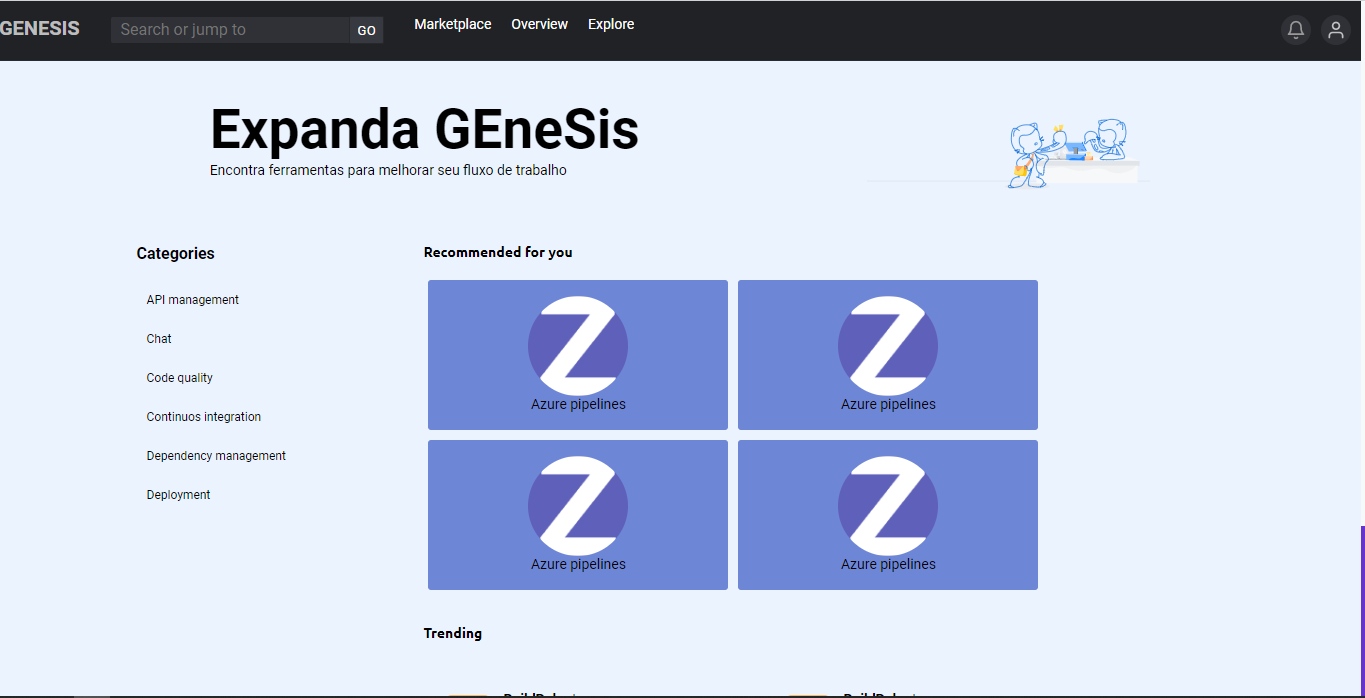 GENESIS
Search or jump to
GO
Marketplace
Overview
Explore
Expanda GEneSis
Encontra ferramentas para melhorar seu fluxo de trabalho
Categories
API management
Chat
Code quality
Continuos integration
Dependency management
Deployment
Recommended for you
Azure pipelines
Azure pipelines
Azure pipelines
Azure pipelines
Trending